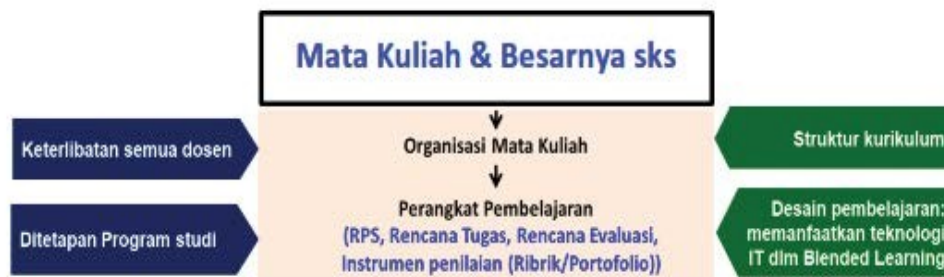 Mata Kuliah & Besarnya sks
Keterlibatan semua dosen
Organisasi Mata Kuliah
Struktur kurikulum
Ditetapan Program studi
Perangkat Pembelajaran
(RPS, Rencana Tugas, Rencana Evaluasi,
Instrumen penilaian (Ribrik/Portofolio))
Desain pembelajaran:
memanfaatkan teknologi
IT dlm Blended Learning